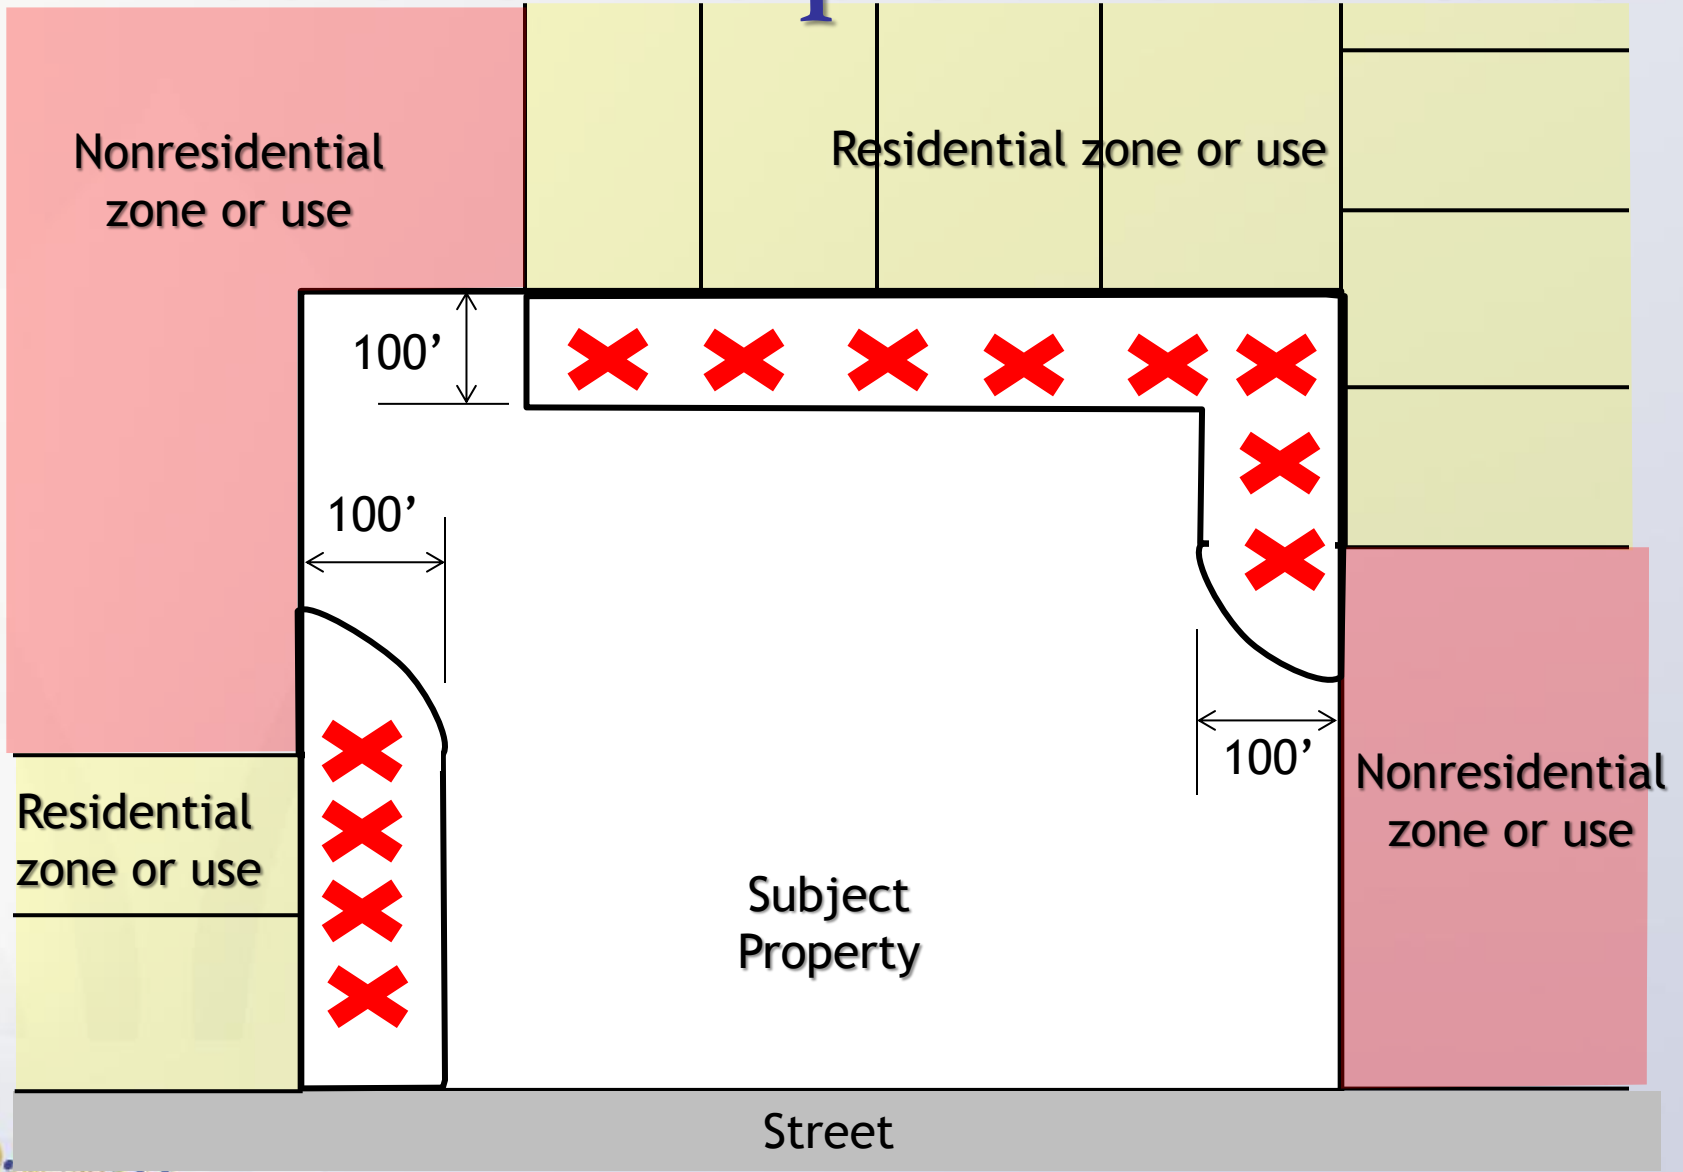 Nonresidential
zone or use
Residential zone or use
100’
100’
100’
Nonresidential
zone or use
Residential
zone or use
Subject
Property
Street